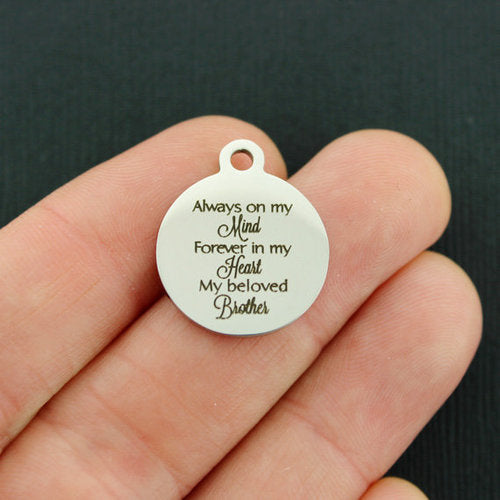 Always on my
Mind
Forever in my
Heart
My beloved
Brother